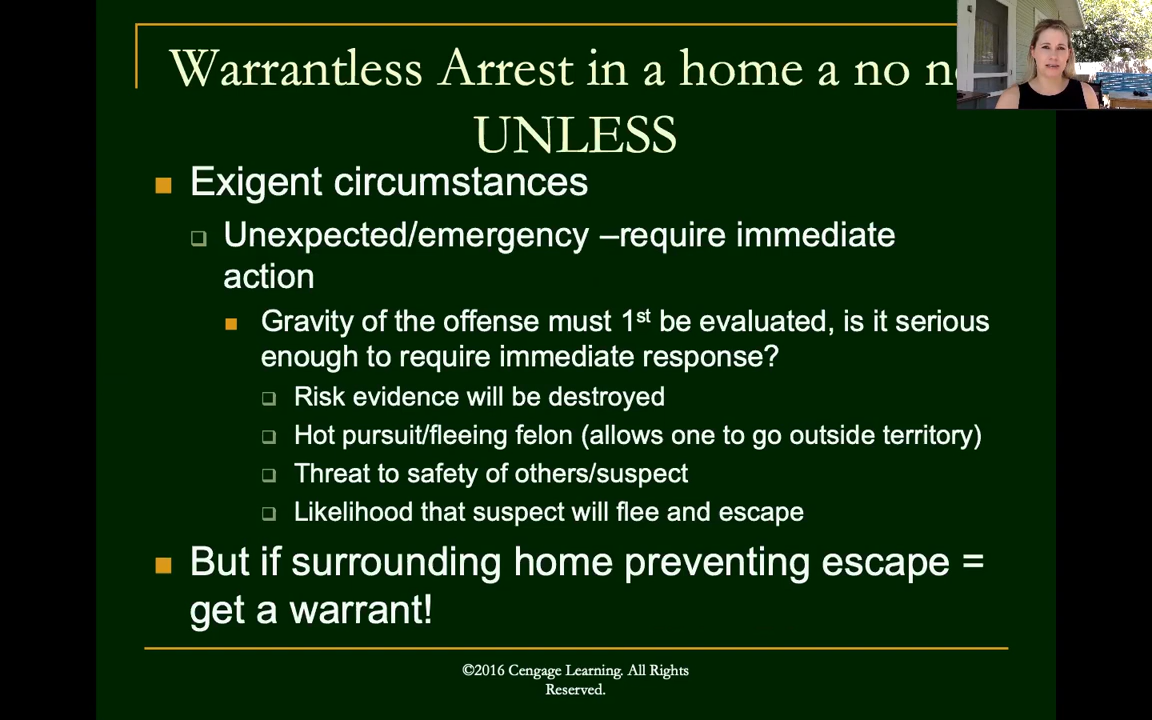 Warrantless Arrest in a home a no
UNLESS
Exigent circumstances
Unexpected/emergency –require immediate
action
Gravity of the offense must 1st be evaluated, is it serious
enough to require immediate response?
Risk evidence will be destroyed
Hot pursuit/fleeing felon (allows one to go outside territory)
Threat to safety of others/suspect
Likelihood that suspect will flee and escape
But if surrounding home preventing escape =
get a warrant!
©2016 Cengage Learning. All Rights
Reserved.